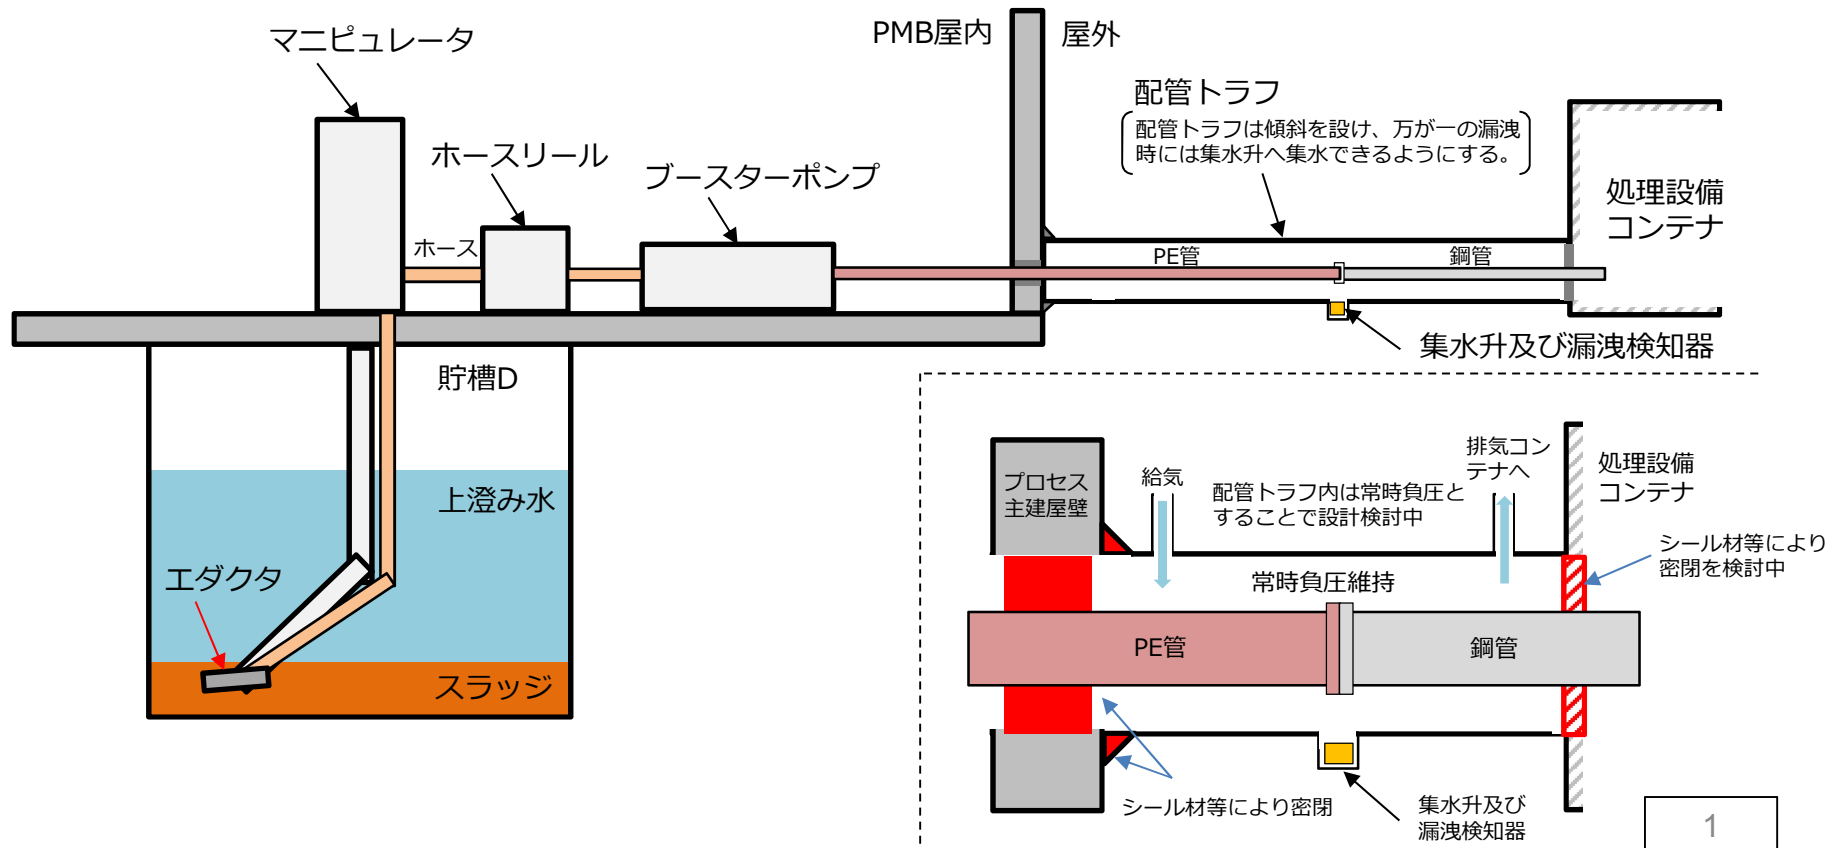 マニピュレータ
PMB屋内
屋外
配管トラフ
配管トラフは傾斜を設け、万が一の漏洩
時には集水升へ集水できるようにする。
ホースリール
ブースターポンプ
処理設備
コンテナ
ホース
PE管
鋼管
集水升及び漏洩検知器
貯槽D
上澄み水
エダクタ
スラッジ
プロセス
主建屋壁
給気
配管トラフ内は常時負圧と
することで設計検討中
排気コン
テナへ
処理設備
コンテナ
シール材等により
密閉を検討中
常時負圧維持
PE管
鋼管
シール材等により密閉
集水升及び
漏洩検知器
1